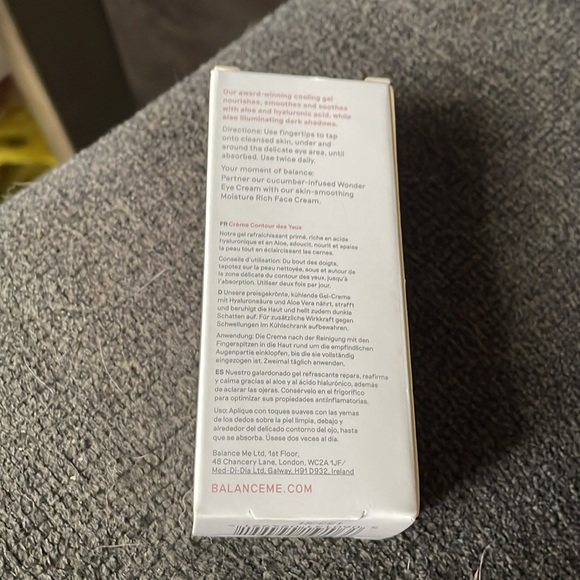 Our award-winning cooling gel
nourishes, smoothes and soothes
with aloe and hyaluronic acid, while
also illuminating dark shadows.
Directions: Use fingertips to tap
onto cleansed skin, under and
around the delicate eye area, until
absorbed. Use twice daily.
Your moment of balance:
Partner our cucumber-infused Wonder
Eye Cream with our skin-smoothing
Moisture Rich Face Cream.
FR Crème Contour des Yeux
Notre gel rafraîchissant primé, riche en acide
hyaluronique et en Aloe, adoucit, nourit et apaise
la peau tout en éclaircissant les cernes.
Conseils d'utilisation: Du bout des doigts,
tapotez sur la peau nettoyée, sous et autour de
la zone délicate du contour des yeux, jusqu'à
l'absorption. Utiliser deux fois par jour.
D Unsere preisgekrönte, kühlende Gel-Creme
mit Hyaluronsäure und Aloe Vera nährt, strafft
und beruhigt die Haut und hellt zudem dunkle
Schatten auf. Für zusätzliche Wirkkraft gegen
Schwellungen im Kühlschrank aufbewahren.
Anwendung: Die Creme nach der Reinigung mit den
Fingerspitzen in die Haut rund um die empfindlichen
Augenpartie einklopfen, bis die sie vollständig
eingezogen ist. Zweimal täglich anwenden.
ES Nuestro galardonado gel refrescante repara, reafirma
y calma gracias al aloe y al ácido hialurónico, además
de aclarar las ojeras. Consérvelo en el frigorífico
para optimizar sus propiedades antiinflamatorias.
Uso: Aplique con toques suaves con las yemas
de los dedos sobre la piel limpia, debajo y
alrededor del delicado contorno del ojo, hasta
que se absorba. Úsese dos veces al día.
Balance Me Ltd, 1st Floor,
48 Chancery Lane, London, WC2A 1JF/
Med-Di-Dia Ltd, Galway, H91 D932, Ireland
BALANCEME.COM